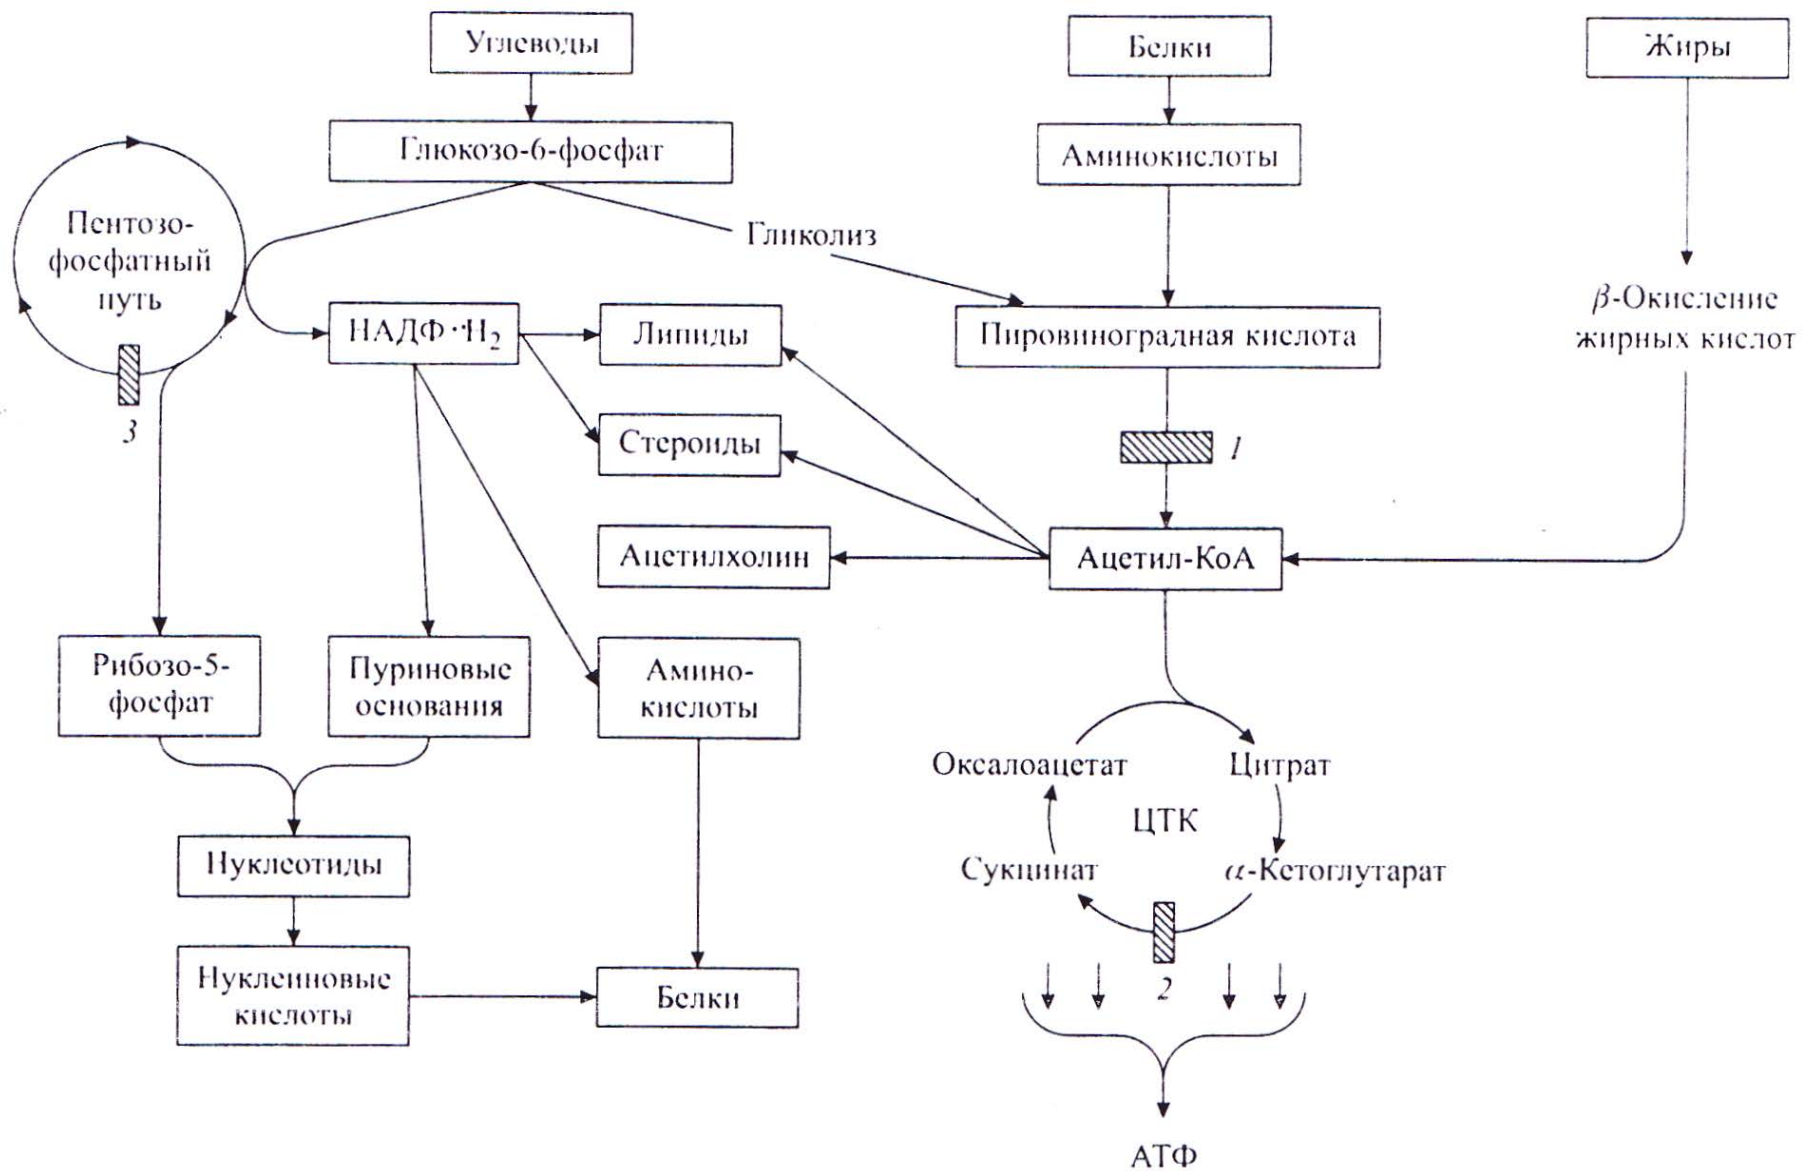 Углеводы
Белки
Жиры
Глюкозо-6-фосфат
Аминокислоты
Пентозо-
фосфатный
путь
Гликолиз
НАДФ··Н₂
Липиды
Пировиноградная кислота
β-Окисление
жирных кислот
3
Стероиды
1
Ацетилхолин
Ацетил-КоА
Рибозо-5-
фосфат
Пуриновые
основания
Амино-
кислоты
Оксалоацетат
Цитрат
ЦТК
Сукцинат
α-Кетоглутарат
Нуклеотиды
2
Нуклеиновые
кислоты
Белки
АТФ